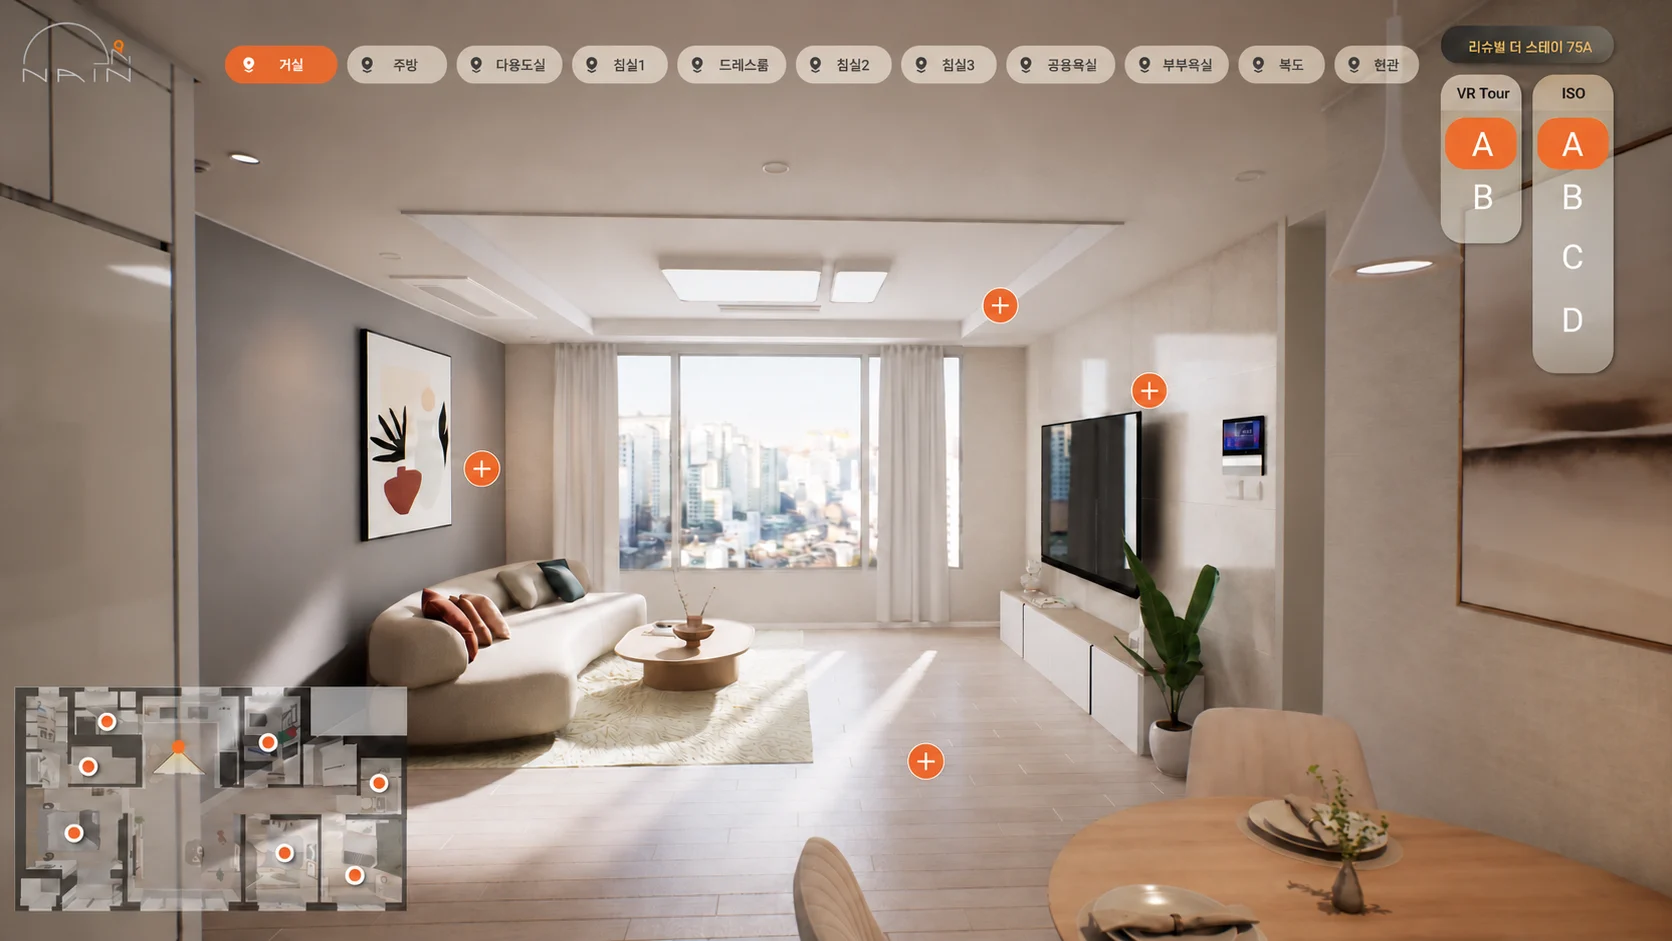 NAIN
거실
주방
다용도실
침실1
드레스룸
침실2
침실3
공용욕실
부부욕실
복도
현관
리슈빌 더 스테이 75A
VR Tour
A
B
ISO
A
B
C
D